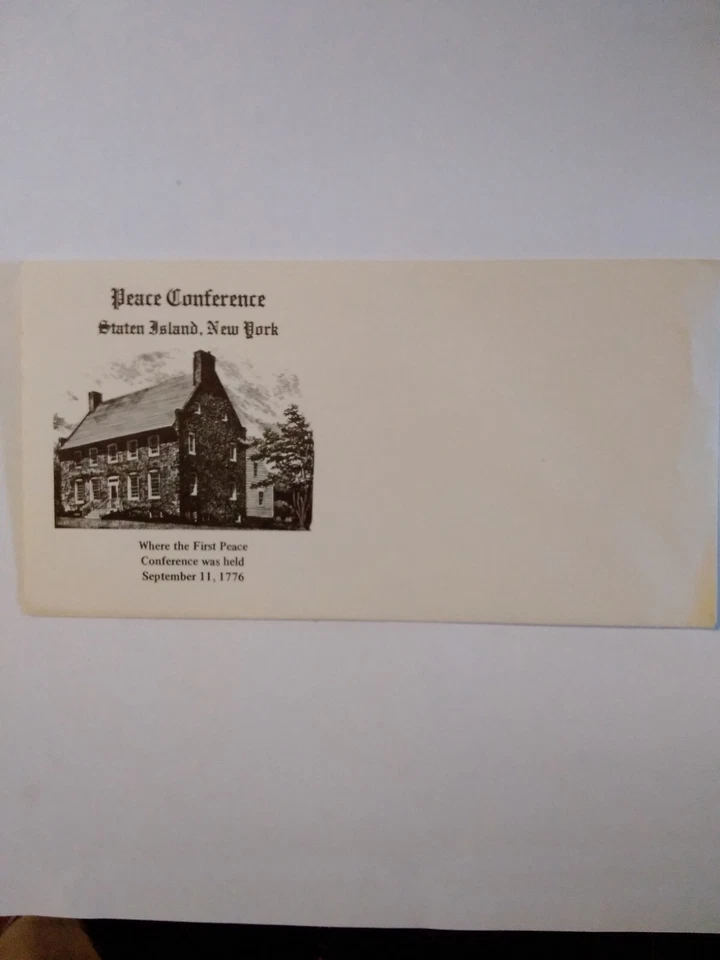 Peace Conference
Staten Island, New York
Where the First Peace
Conference was held
September 11, 1776